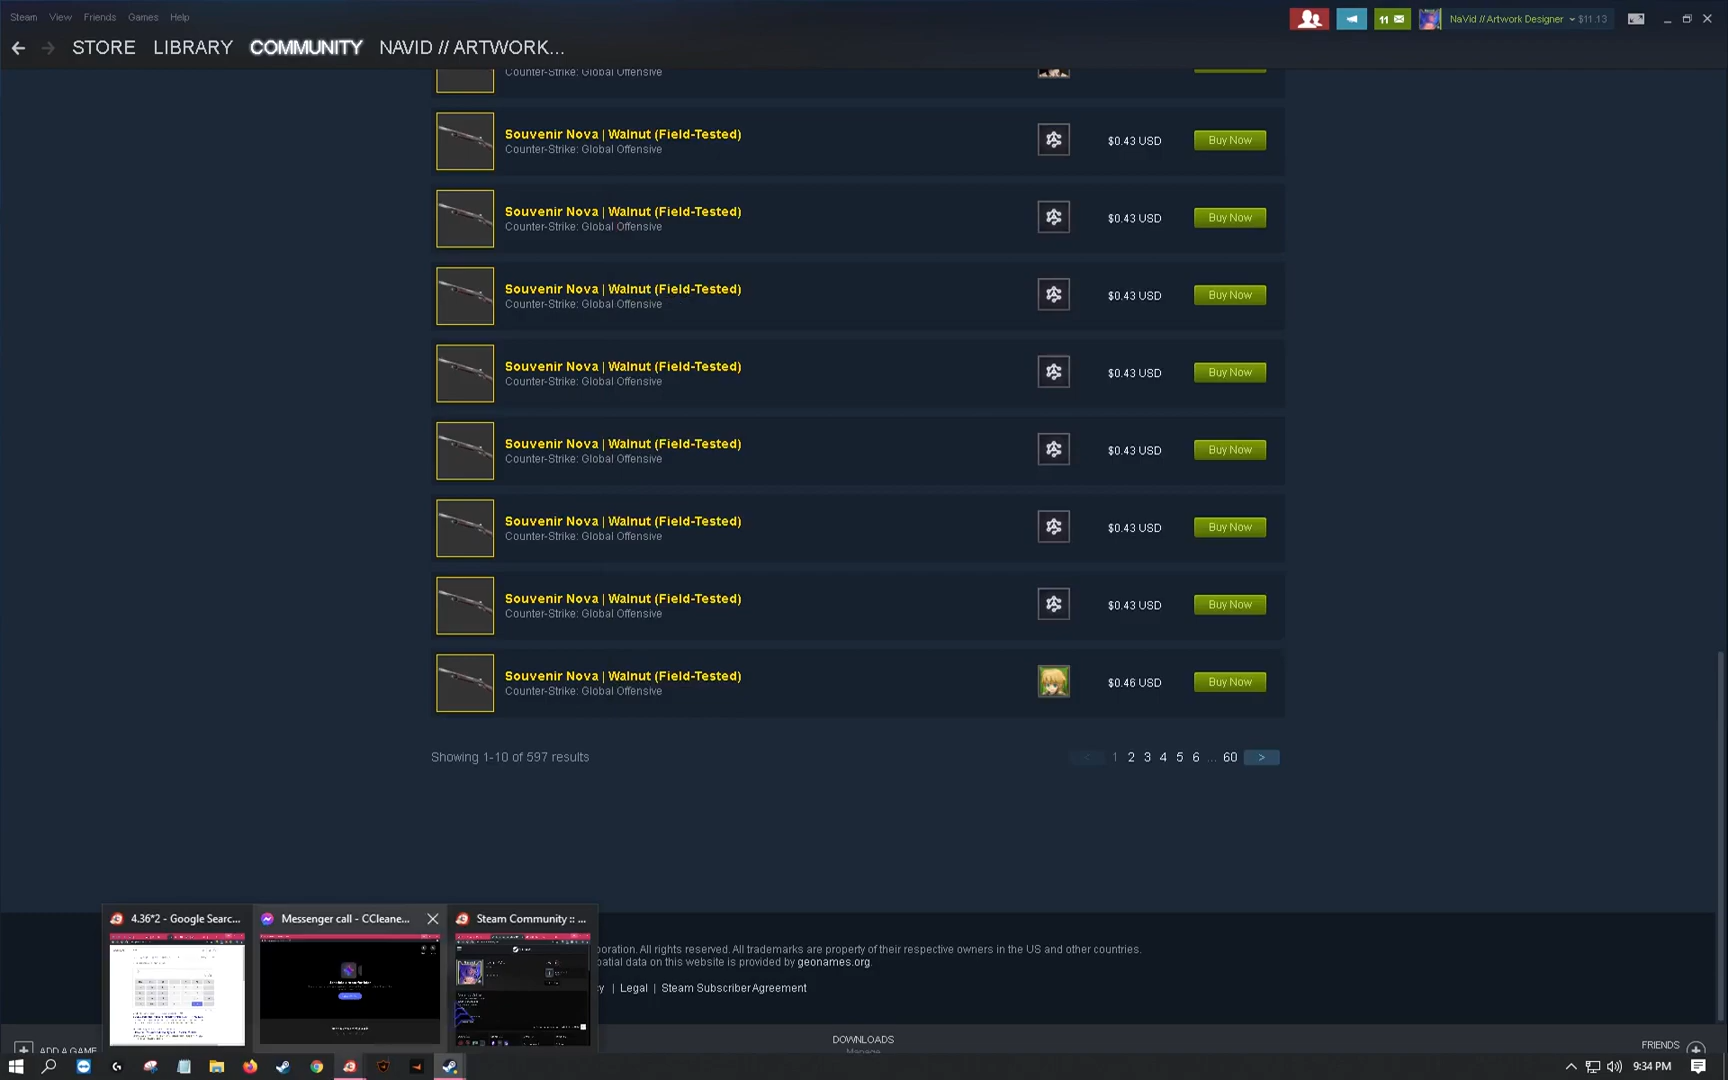 Steam View Friends Games Help
11
NaVid // Artwork Designer $11.13
STORE LIBRARY COMMUNITY NAVID // ARTWORK...
Counter-Strike: Global Offensive
Souvenir Nova | Walnut (Field-Tested)
Counter-Strike: Global Offensive
$0.43 USD
Buy Now
Souvenir Nova | Walnut (Field-Tested)
Counter-Strike: Global Offensive
$0.43 USD
Buy Now
Souvenir Nova | Walnut (Field-Tested)
Counter-Strike: Global Offensive
$0.43 USD
Buy Now
Souvenir Nova | Walnut (Field-Tested)
Counter-Strike: Global Offensive
$0.43 USD
Buy Now
Souvenir Nova | Walnut (Field-Tested)
Counter-Strike: Global Offensive
$0.43 USD
Buy Now
Souvenir Nova | Walnut (Field-Tested)
Counter-Strike: Global Offensive
$0.43 USD
Buy Now
Souvenir Nova | Walnut (Field-Tested)
Counter-Strike: Global Offensive
$0.43 USD
Buy Now
Souvenir Nova | Walnut (Field-Tested)
Counter-Strike: Global Offensive
$0.46 USD
Buy Now
Showing 1-10 of 597 results
< 1 2 3 4 5 6 ... 60 >
4.36*2 - Google Searc...
Messenger call - CCleane...
Steam Community :: ...
poration. All rights reserved. All trademarks are property of their respective owners in the US and other countries.
patial data on this website is provided by geonames.org.
y | Legal | Steam Subscriber Agreement
ADD A GAME
DOWNLOADS
Manage
FRIENDS
9:34 PM